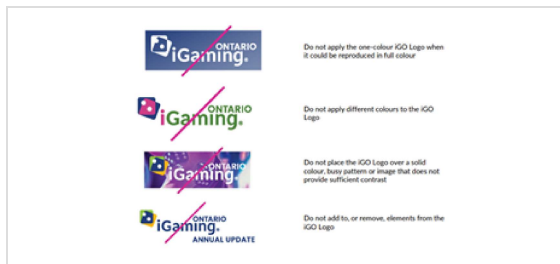 ONTARIO
iGaming®
Do not apply the one-colour iGO Logo when
it could be reproduced in full colour
ONTARIO
iGaming®
Do not apply different colours to the iGO
Logo
ONTARIO
iGaming®
Do not place the iGO Logo over a solid
colour, busy pattern or image that does not
provide sufficient contrast
ONTARIO
iGaming®
ANNUAL UPDATE
Do not add to, or remove, elements from the
iGO Logo